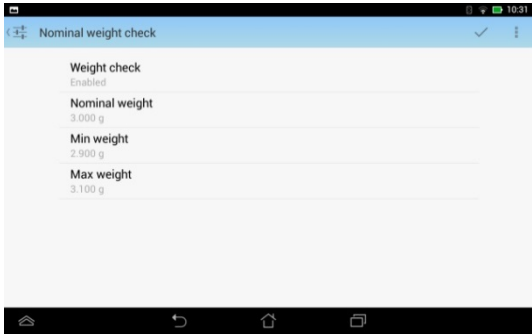 10:31
Nominal weight check
Weight check
Enabled
Nominal weight
3.000 g
Min weight
2.900 g
Max weight
3.100 g